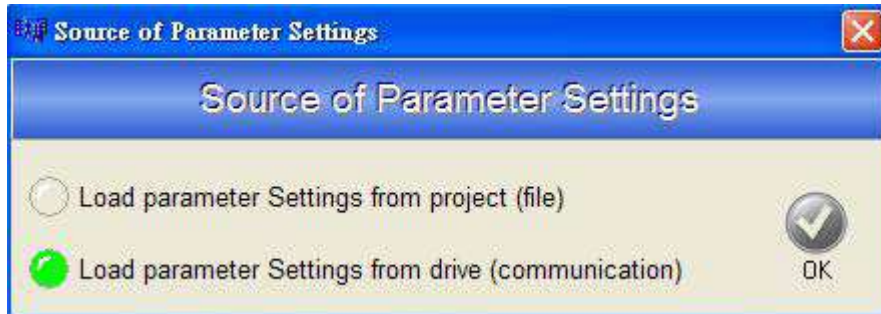 Source of Parameter Settings
Source of Parameter Settings
Load parameter Settings from project (file)
Load parameter Settings from drive (communication)
OK